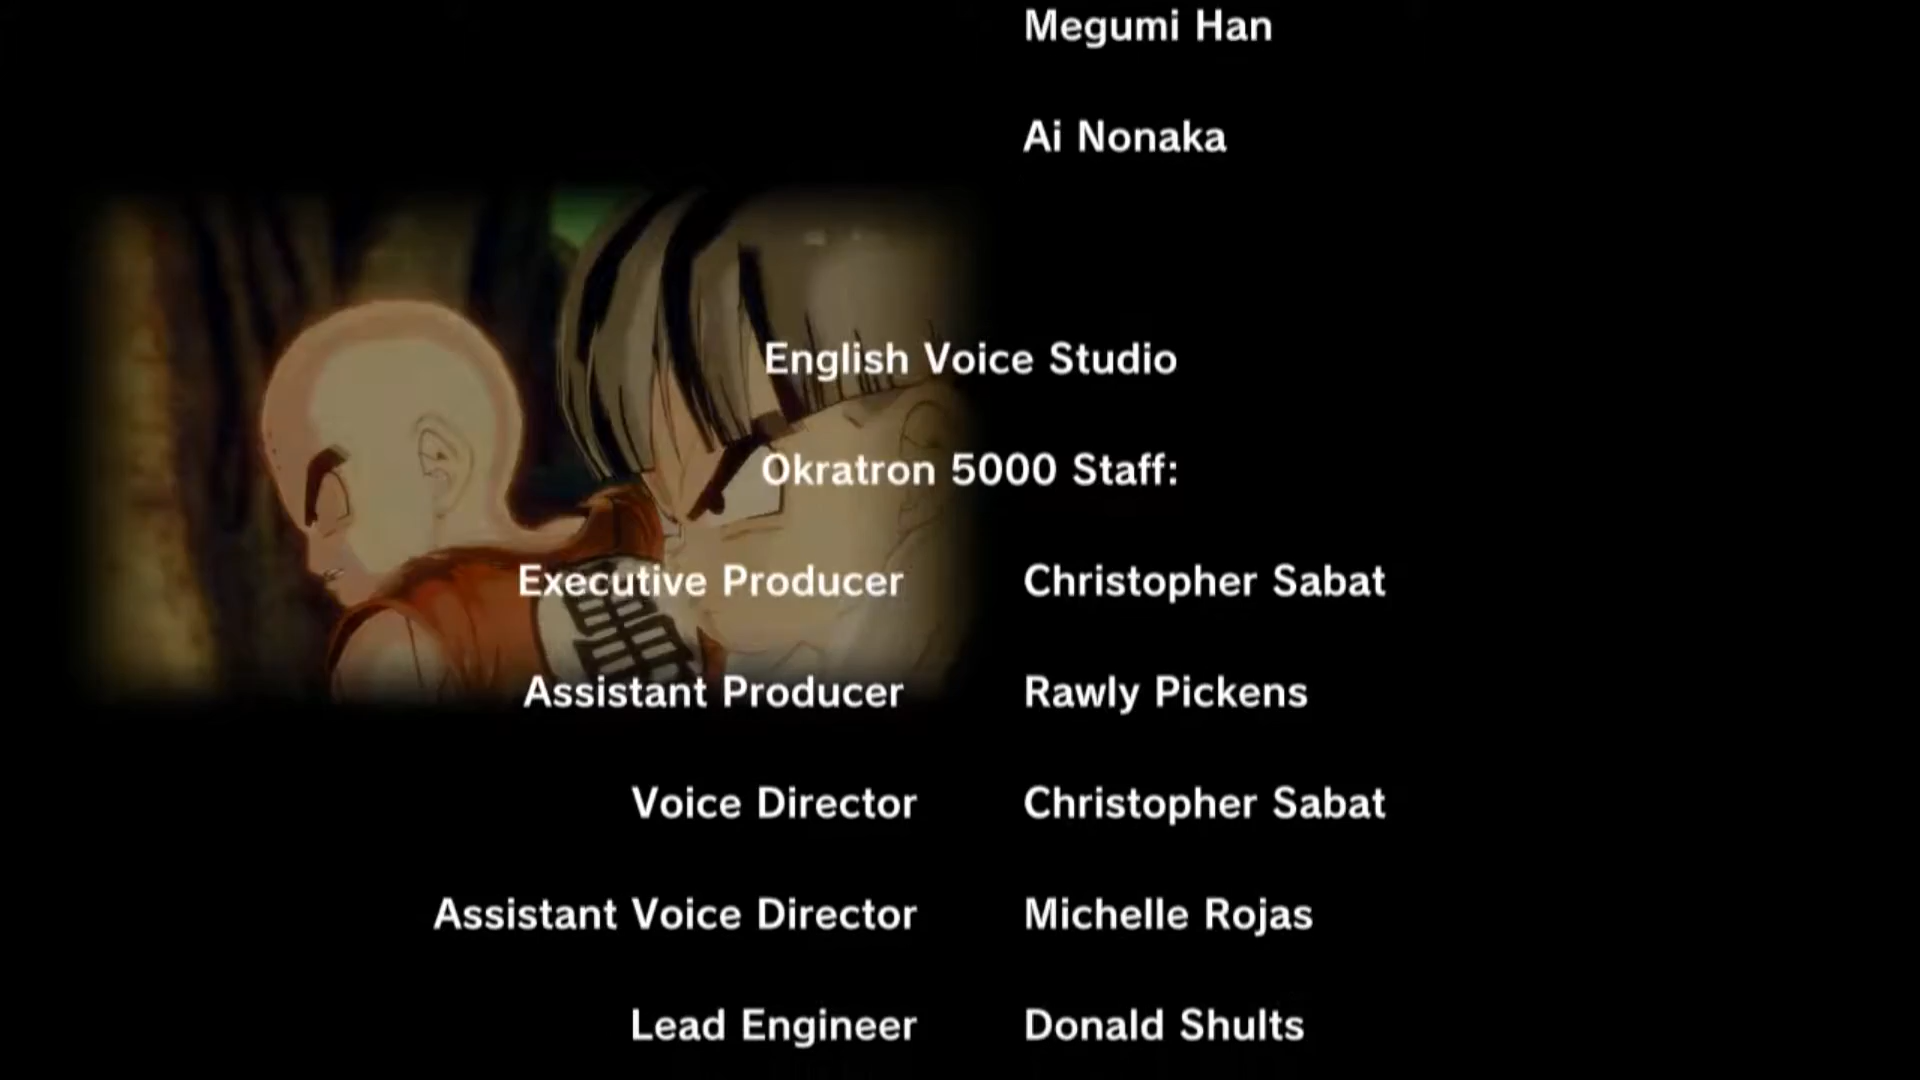 Megumi Han
Ai Nonaka
English Voice Studio
Okratron 5000 Staff:
Executive Producer Christopher Sabat
Assistant Producer Rawly Pickens
Voice Director Christopher Sabat
Assistant Voice Director Michelle Rojas
Lead Engineer Donald Shults